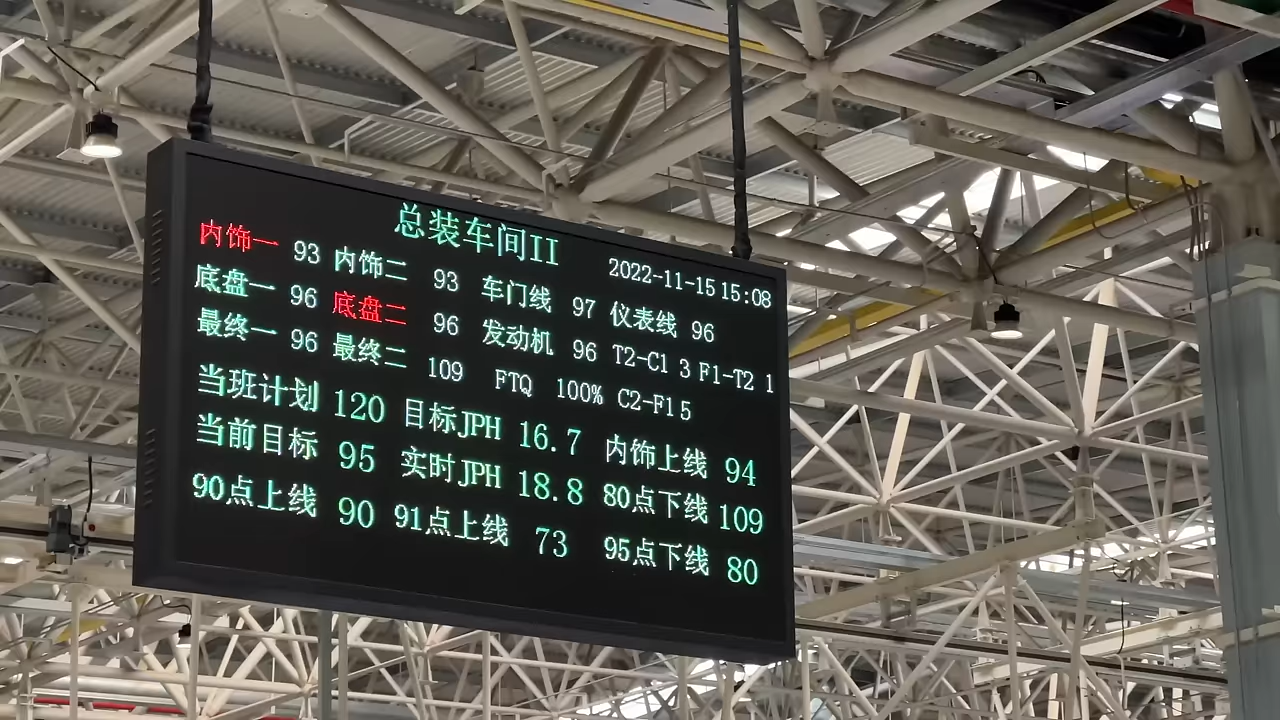 总装车间II
2022-11-15 15:08
内饰一 93 内饰二 93 车门线 97 仪表线 96
底盘一 96 底盘二 96 发动机 96 T2-C1 3 F1-T2 1
最终一 96 最终二 109 FTQ 100% C2-F1 5
当班计划 120 目标JPH 16.7 内饰上线 94
当前目标 95 实时JPH 18.8 80点下线 109
90点上线 90 91点上线 73 95点下线 80